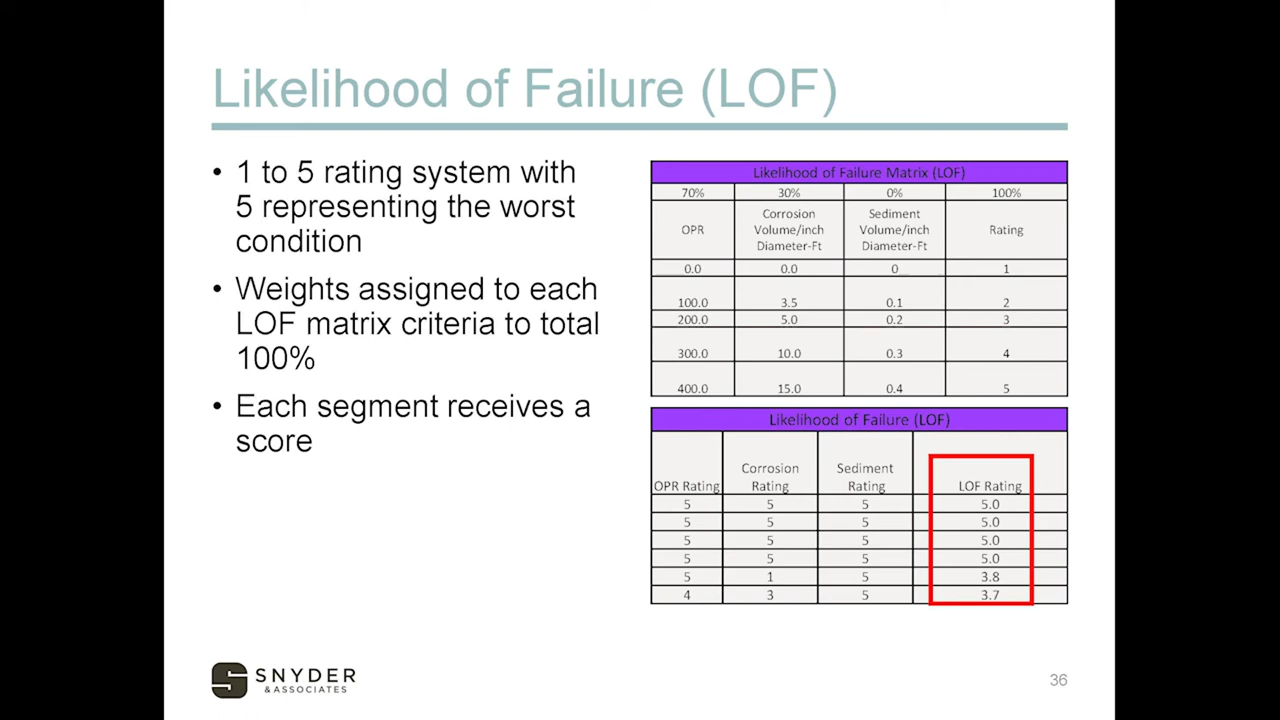 Likelihood of Failure (LOF)
• 1 to 5 rating system with
5 representing the worst
condition
• Weights assigned to each
LOF matrix criteria to total
100%
• Each segment receives a
score
Likelihood of Failure Matrix (LOF)
70% 30% 0% 100%
OPR Corrosion Volume/inch Diameter-Ft Sediment Volume/inch Diameter-Ft Rating
0.0 0.0 0 1
100.0 3.5 0.1 2
200.0 5.0 0.2 3
300.0 10.0 0.3 4
400.0 15.0 0.4 5
Likelihood of Failure (LOF)
OPR Rating Corrosion Rating Sediment Rating LOF Rating
5 5 5 5.0
5 5 5 5.0
5 5 5 5.0
5 5 5 5.0
5 1 5 3.8
4 3 5 3.7
SNYDER
& ASSOCIATES
36